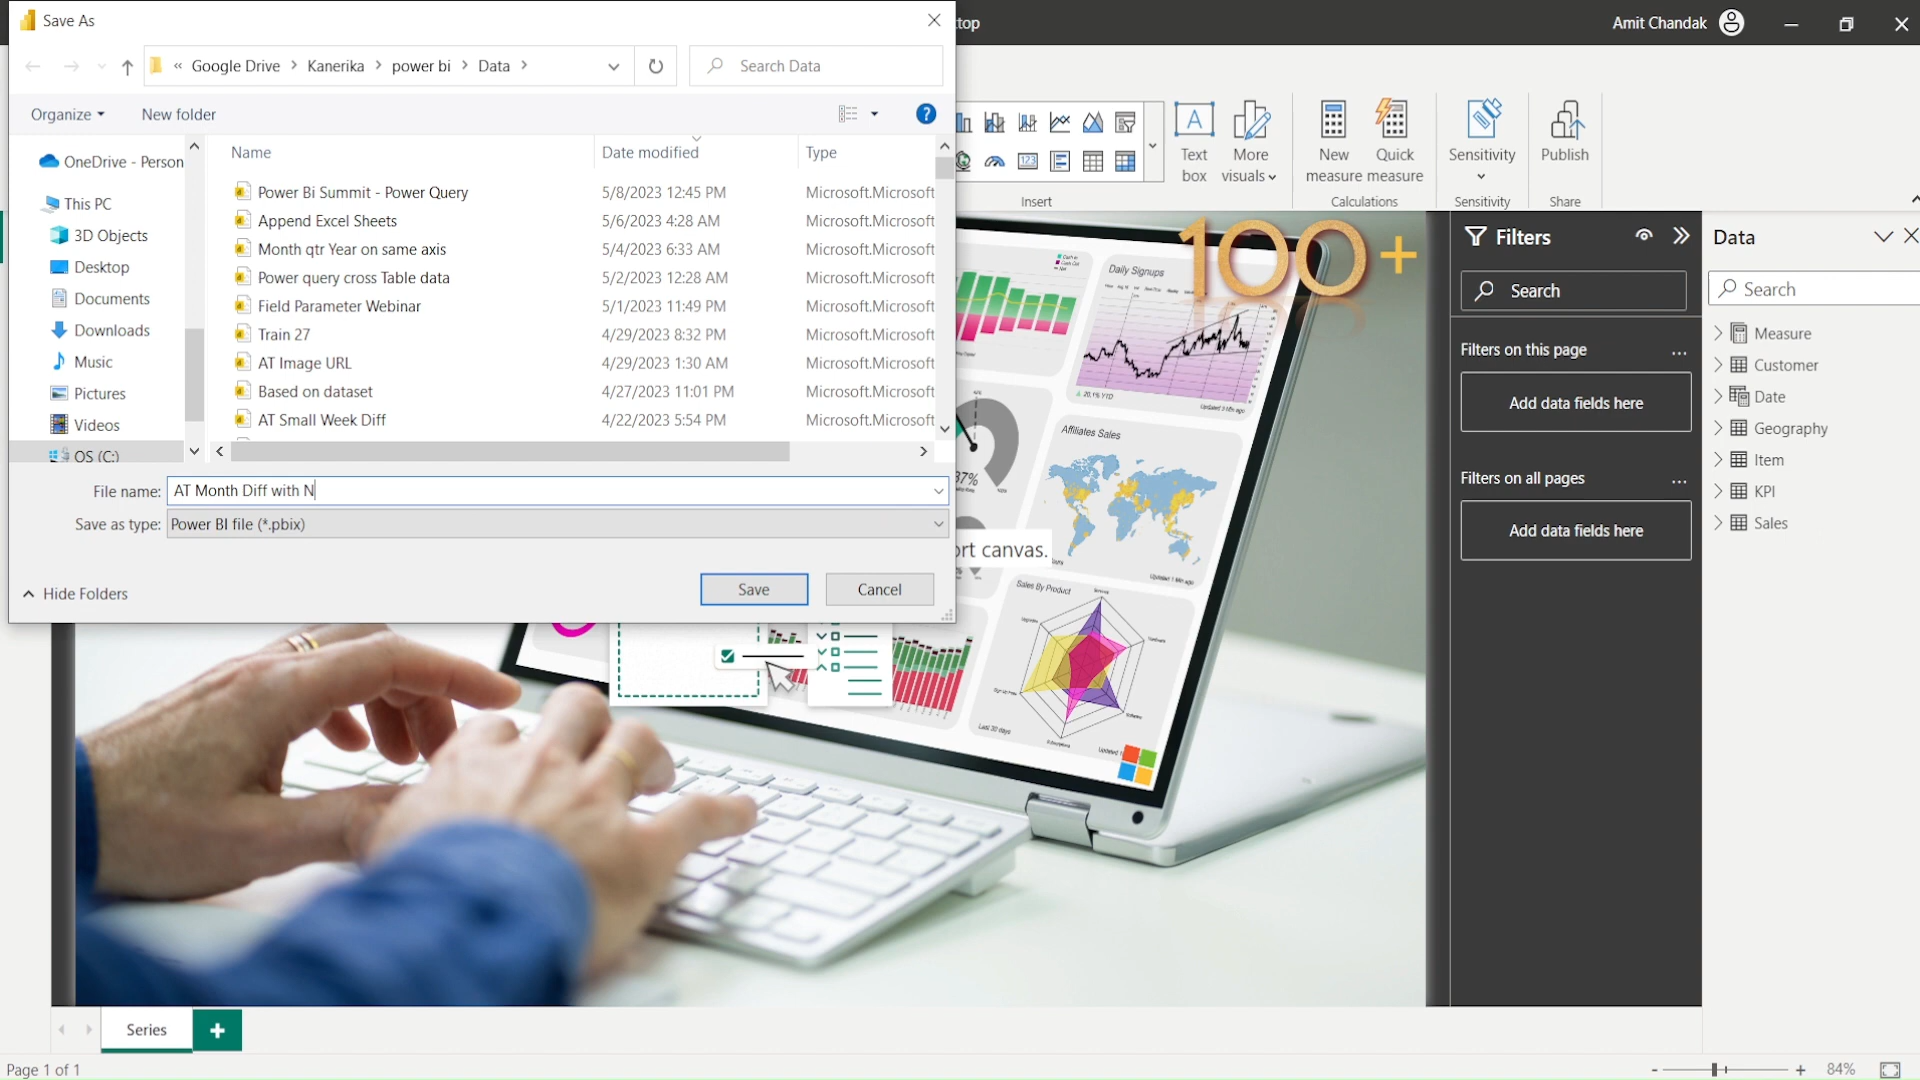 Save As
top
Amit Chandak
« Google Drive > Kanerika > power bi > Data >
Search Data
Organize
New folder
?
Name
Date modified
Type
OneDrive - Person
This PC
3D Objects
Desktop
Documents
Downloads
Music
Pictures
Videos
OS (C:)
Power Bi Summit - Power Query 5/8/2023 12:45 PM Microsoft.Microsoft
Append Excel Sheets 5/6/2023 4:28 AM Microsoft.Microsoft
Month qtr Year on same axis 5/4/2023 6:33 AM Microsoft.Microsoft
Power query cross Table data 5/2/2023 12:28 AM Microsoft.Microsoft
Field Parameter Webinar 5/1/2023 11:49 PM Microsoft.Microsoft
Train 27 4/29/2023 8:32 PM Microsoft.Microsoft
AT Image URL 4/29/2023 1:30 AM Microsoft.Microsoft
Based on dataset 4/27/2023 11:01 PM Microsoft.Microsoft
AT Small Week Diff 4/22/2023 5:54 PM Microsoft.Microsoft
File name: AT Month Diff with N
Save as type: Power BI file (*.pbix)
Hide Folders
Save
Cancel
123
A
Text
box
More
visuals
New
measure
Quick
measure
Sensitivity
Publish
Insert
Calculations
Sensitivity
Share
100+
Daily Signups
20.1% YTD
Affiliates Sales
37%
ort canvas.
Sales By Product
Last 30 days
Filters
Search
Filters on this page ...
Add data fields here
Filters on all pages ...
Add data fields here
Data
Search
Measure
Customer
Date
Geography
Item
KPI
Sales
Series
+
Page 1 of 1
- + 84%